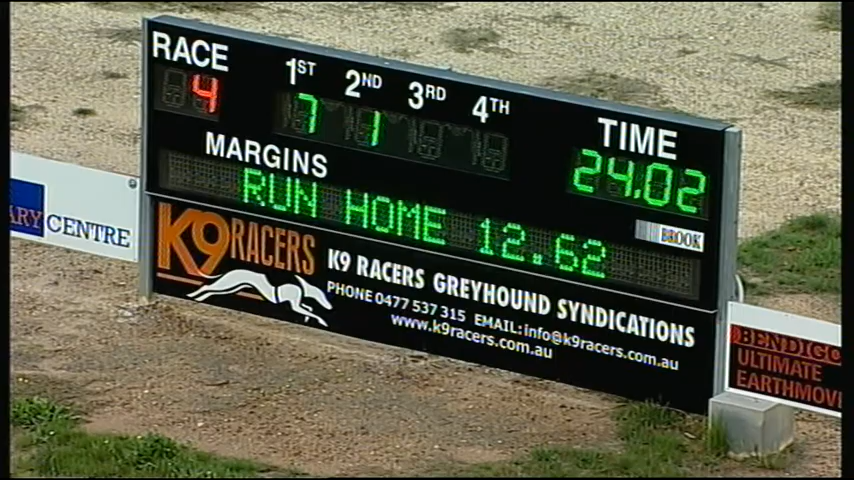 RACE 1ST 2ND 3RD 4TH
4 7 1
TIME
24.02
MARGINS
RUN HOME 12.62
BROOK
K9 RACERS
K9 RACERS GREYHOUND SYNDICATIONS
PHONE 0477 537 315 EMAIL: info@k9racers.com.au
www.k9racers.com.au
ARY CENTRE
BENDIGO
ULTIMATE
EARTHMOVI